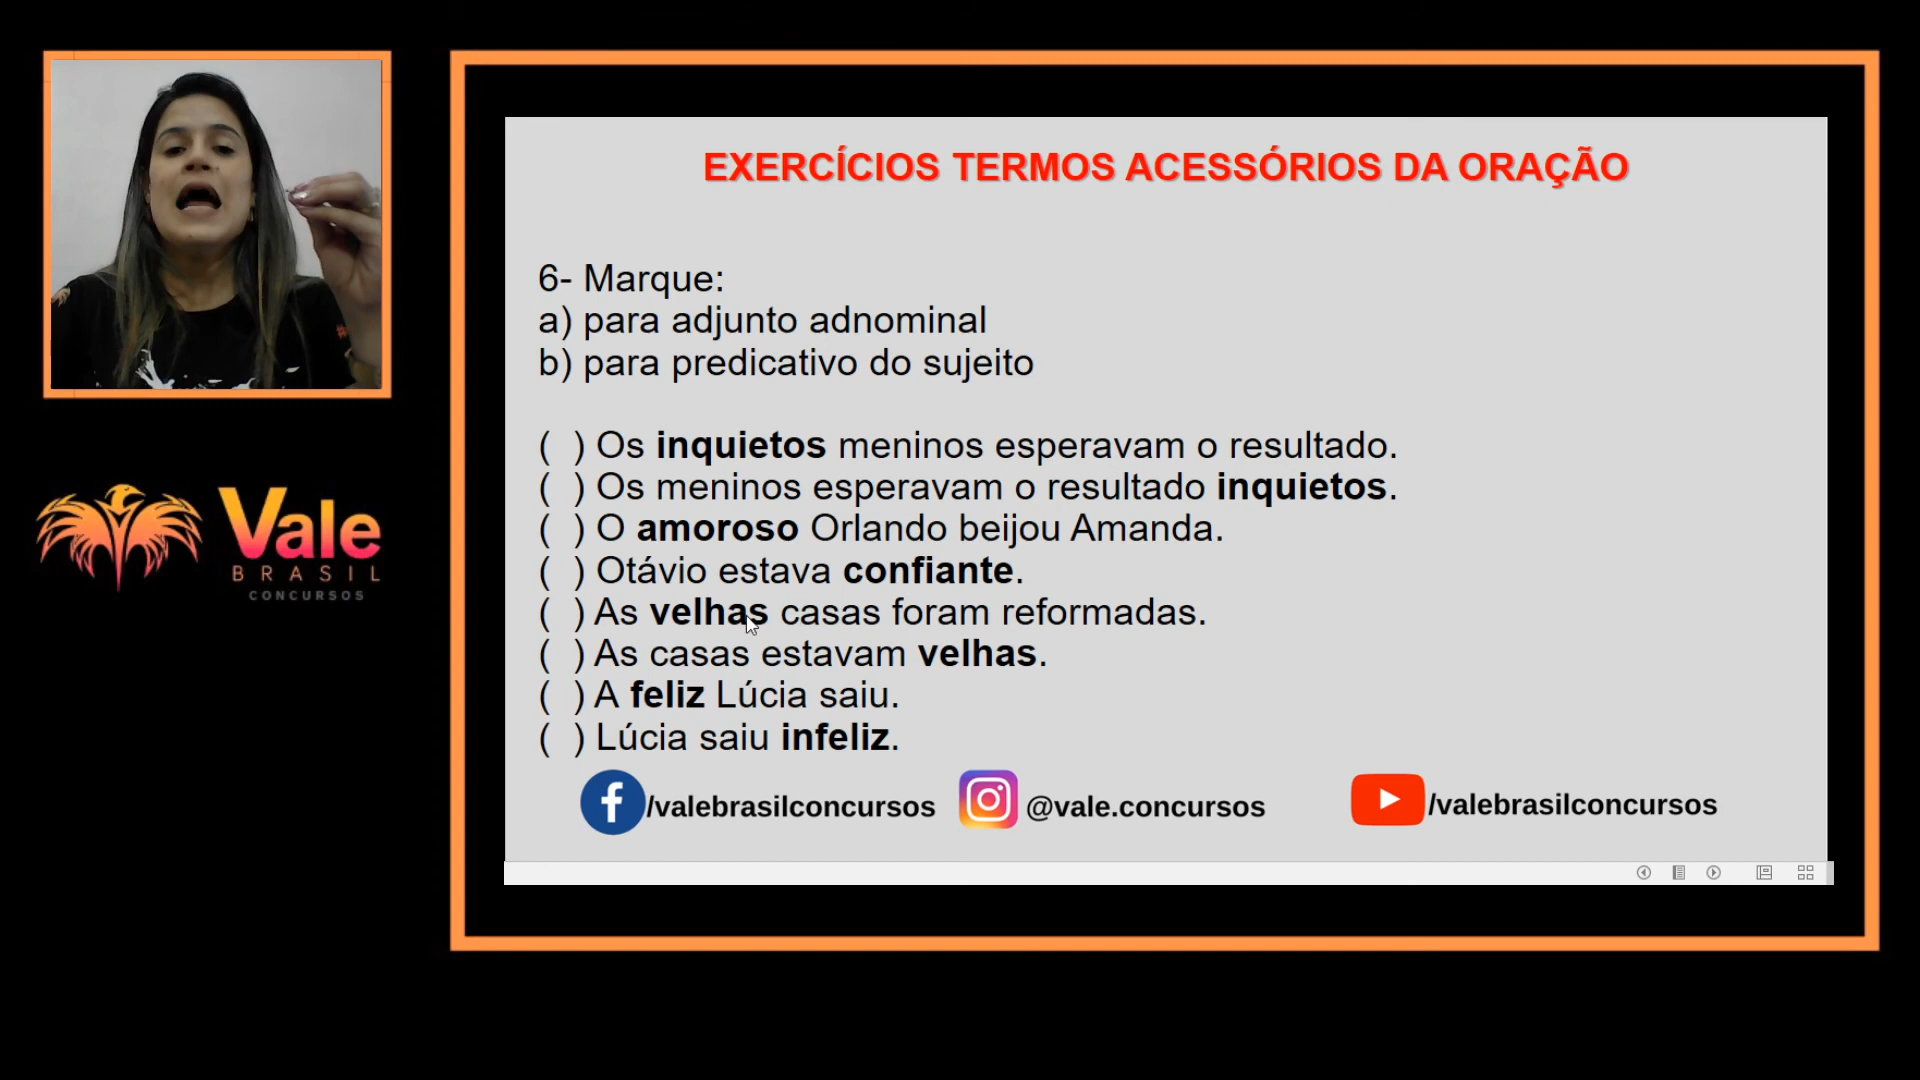 EXERCÍCIOS TERMOS ACESSÓRIOS DA ORAÇÃO
6- Marque:
a) para adjunto adnominal
b) para predicativo do sujeito
( ) Os inquietos meninos esperavam o resultado.
( ) Os meninos esperavam o resultado inquietos.
( ) O amoroso Orlando beijou Amanda.
( ) Otávio estava confiante.
( ) As velhas casas foram reformadas.
( ) As casas estavam velhas.
( ) A feliz Lúcia saiu.
( ) Lúcia saiu infeliz.
/valebrasilconcursos @vale.concursos /valebrasilconcursos
Vale
BRASIL
CONCURSOS